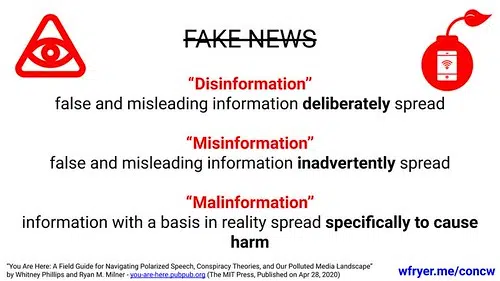 FAKE NEWS
“Disinformation”
false and misleading information deliberately spread
“Misinformation”
false and misleading information inadvertently spread
“Malinformation”
information with a basis in reality spread specifically to cause
harm
“You Are Here: A Field Guide for Navigating Polarized Speech, Conspiracy Theories, and Our Polluted Media Landscape”
by Whitney Phillips and Ryan M. Milner - you-are-here.pubpub.org (The MIT Press, Published on Apr 28, 2020)
wfryer.me/concw